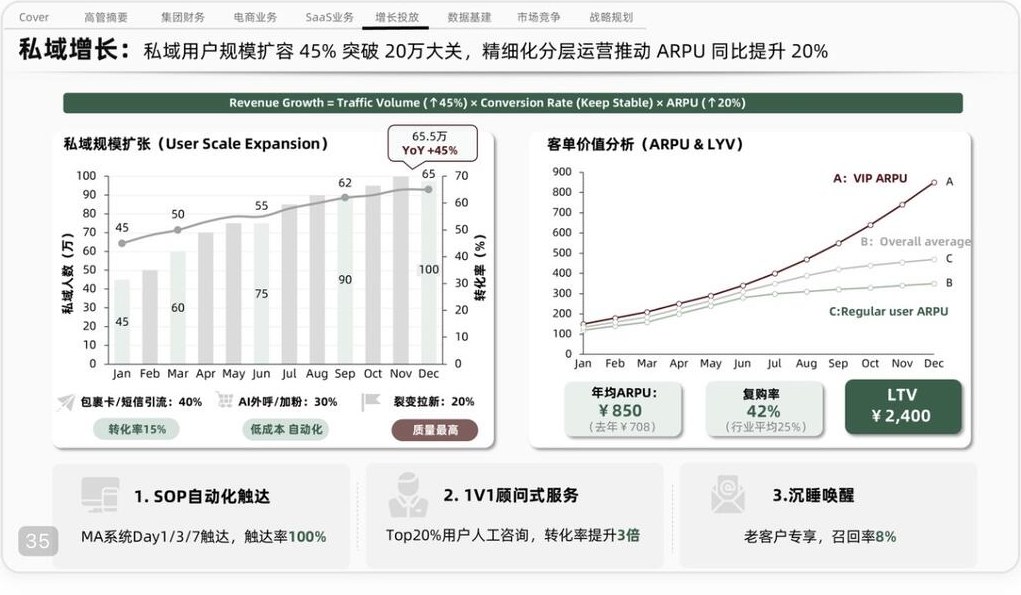 Cover 高管摘要 集团财务 电商业务 SaaS业务 增长投放 数据基建 市场竞争 战略规划
私域增长：私域用户规模扩容 45% 突破 20万大关，精细化分层运营推动 ARPU 同比提升 20%
Revenue Growth = Traffic Volume (↑45%) × Conversion Rate (Keep Stable) × ARPU (↑20%)
私域规模扩张（User Scale Expansion）
65.5万
YoY +45%
私域人数（万）
100
90
80
70
60
50
40
30
20
10
0
45 50 55 62 65
45 60 75 90 100
70
60
50
40
30
20
10
0
转化率（%）
Jan Feb Mar Apr May Jun Jul Aug Sep Oct Nov Dec
包裹卡/短信引流：40% AI外呼/加粉：30% 裂变拉新：20%
转化率15% 低成本 自动化 质量最高
客单价值分析（ARPU & LYV）
900
800
700
600
500
400
300
200
100
0
A：VIP ARPU
A
B：Overall average
C
B
C:Regular user ARPU
Jan Feb Mar Apr May Jun Jul Aug Sep Oct Nov Dec
年均ARPU：
￥850
（去年￥708）
复购率
42%
（行业平均25%）
LTV
￥2,400
1. SOP自动化触达
MA系统Day1/3/7触达，触达率100%
2. 1V1顾问式服务
Top20%用户人工咨询，转化率提升3倍
3.沉睡唤醒
老客户专享，召回率8%
35